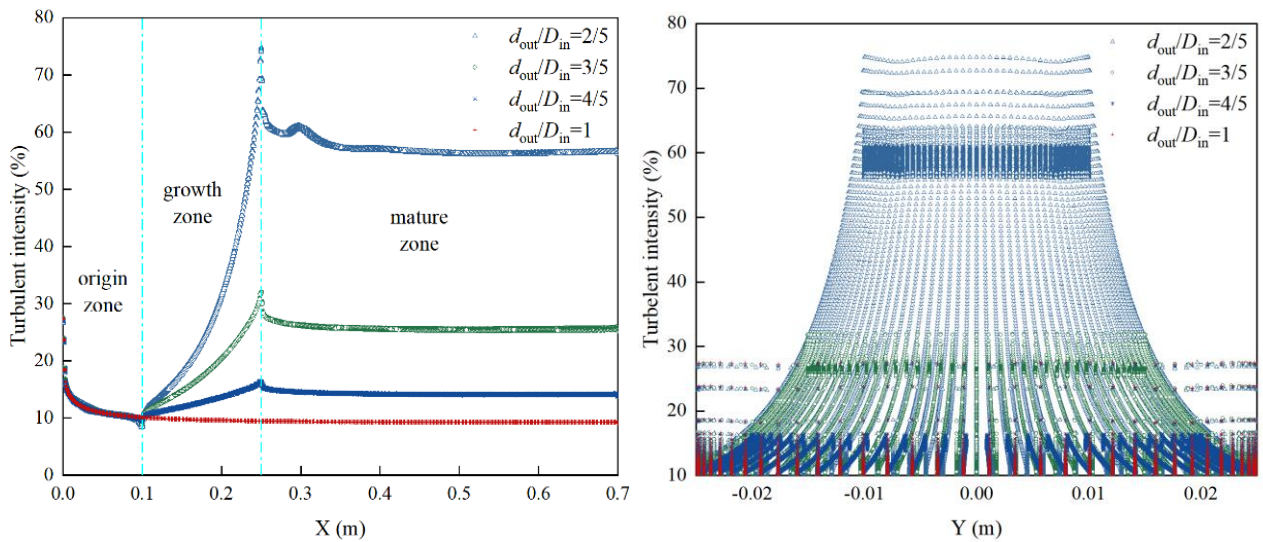 80
70
60
50
40
30
20
10
0
Turbulent intensity (%)
0.0 0.1 0.2 0.3 0.4 0.5 0.6 0.7
X (m)
origin
zone
growth
zone
mature
zone
dout/Din=2/5
dout/Din=3/5
dout/Din=4/5
dout/Din=1
80
70
60
50
40
30
20
10
Turbelent intensity (%)
-0.02 -0.01 0.00 0.01 0.02
Y (m)
dout/Din=2/5
dout/Din=3/5
dout/Din=4/5
dout/Din=1